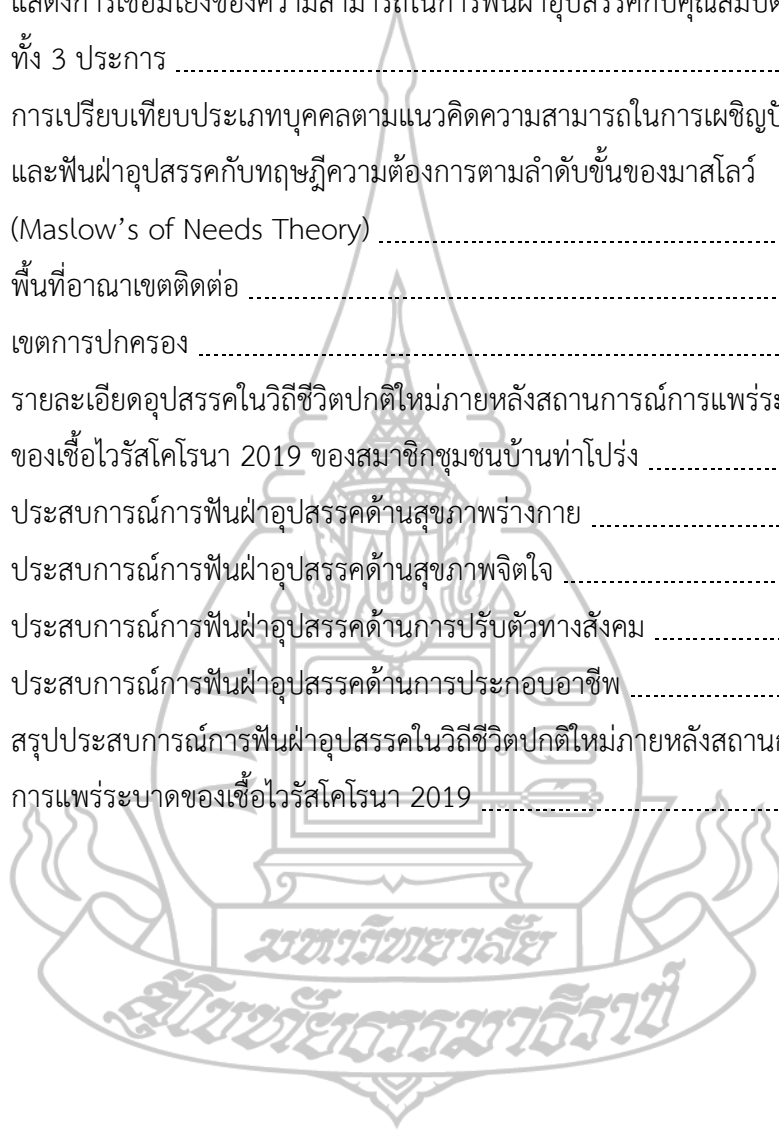 แสดงการเชื่อมโยงของความสามารถในการฟันฝ่าอุปสรรคกับคุณสมบัติ
ทั้ง 3 ประการ
การเปรียบเทียบประเภทบุคคลตามแนวคิดความสามารถในการเผชิญ
และฟันฝ่าอุปสรรคกับทฤษฎีความต้องการตามลำดับขั้นของมาสโลว์
(Maslow’s of Needs Theory)
พื้นที่อาณาเขตติดต่อ
เขตการปกครอง
รายละเอียดอุปสรรคในวิถีชีวิตปกติใหม่ภายหลังสถานการณ์การแพร่ระ
ของเชื้อไวรัสโคโรนา 2019 ของสมาชิกชุมชนบ้านท่าโปร่ง
ประสบการณ์การฟันฝ่าอุปสรรคด้านสุขภาพร่างกาย
ประสบการณ์การฟันฝ่าอุปสรรคด้านสุขภาพจิตใจ
ประสบการณ์การฟันฝ่าอุปสรรคด้านการปรับตัวทางสังคม
ประสบการณ์การฟันฝ่าอุปสรรคด้านการประกอบอาชีพ
สรุปประสบการณ์การฟันฝ่าอุปสรรคในวิถีชีวิตปกติใหม่ภายหลังสถาน
การแพร่ระบาดของเชื้อไวรัสโคโรนา 2019
มหาวิทยาลัย
สุโขทัยธรรมาธิราช